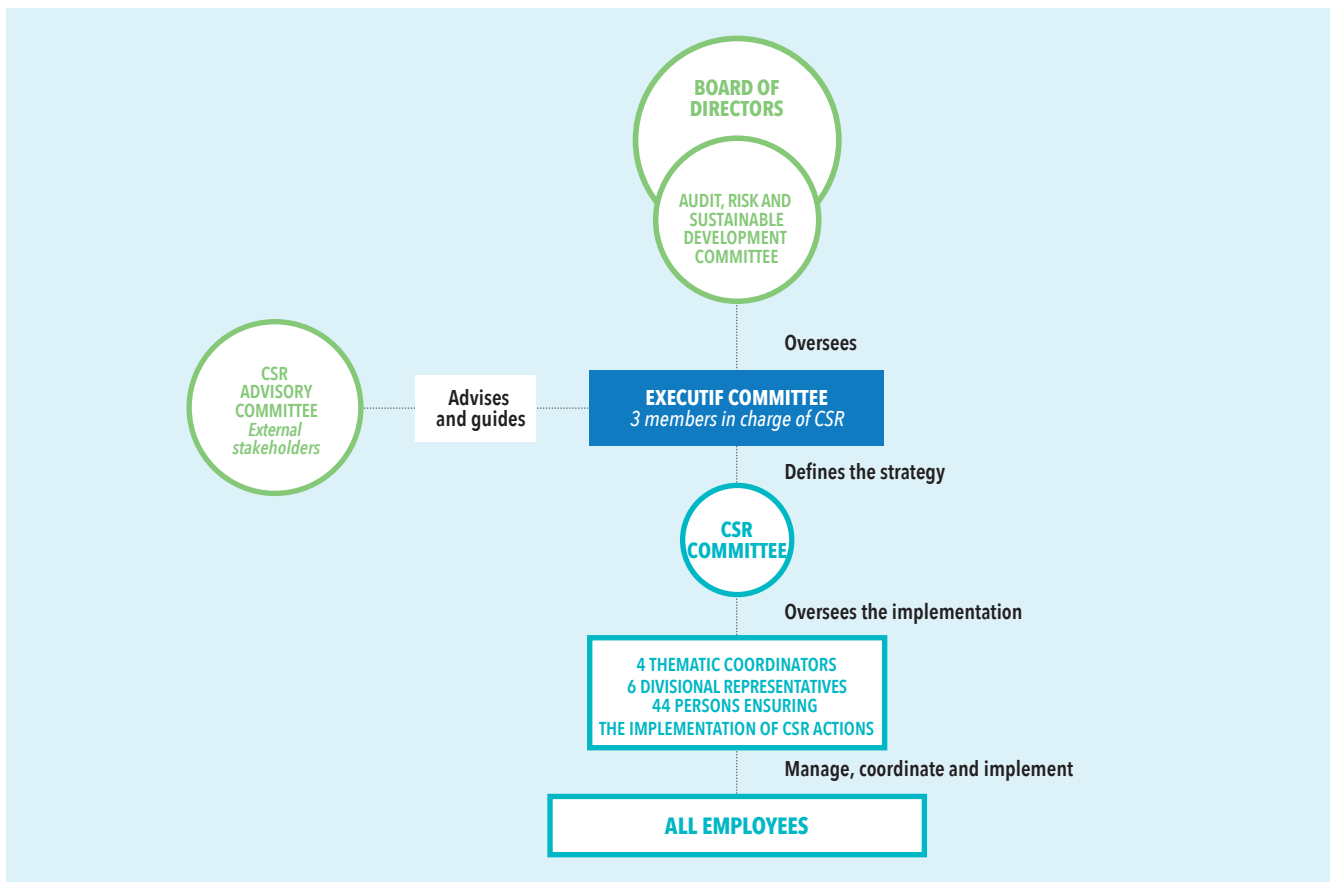 BOARD OF
DIRECTORS
AUDIT, RISK AND
SUSTAINABLE
DEVELOPMENT
COMMITTEE
Oversees
CSR
ADVISORY
COMMITTEE
External
stakeholders
Advises
and guides
EXECUTIF COMMITTEE
3 members in charge of CSR
Defines the strategy
CSR
COMMITTEE
Oversees the implementation
4 THEMATIC COORDINATORS
6 DIVISIONAL REPRESENTATIVES
44 PERSONS ENSURING
THE IMPLEMENTATION OF CSR ACTIONS
Manage, coordinate and implement
ALL EMPLOYEES